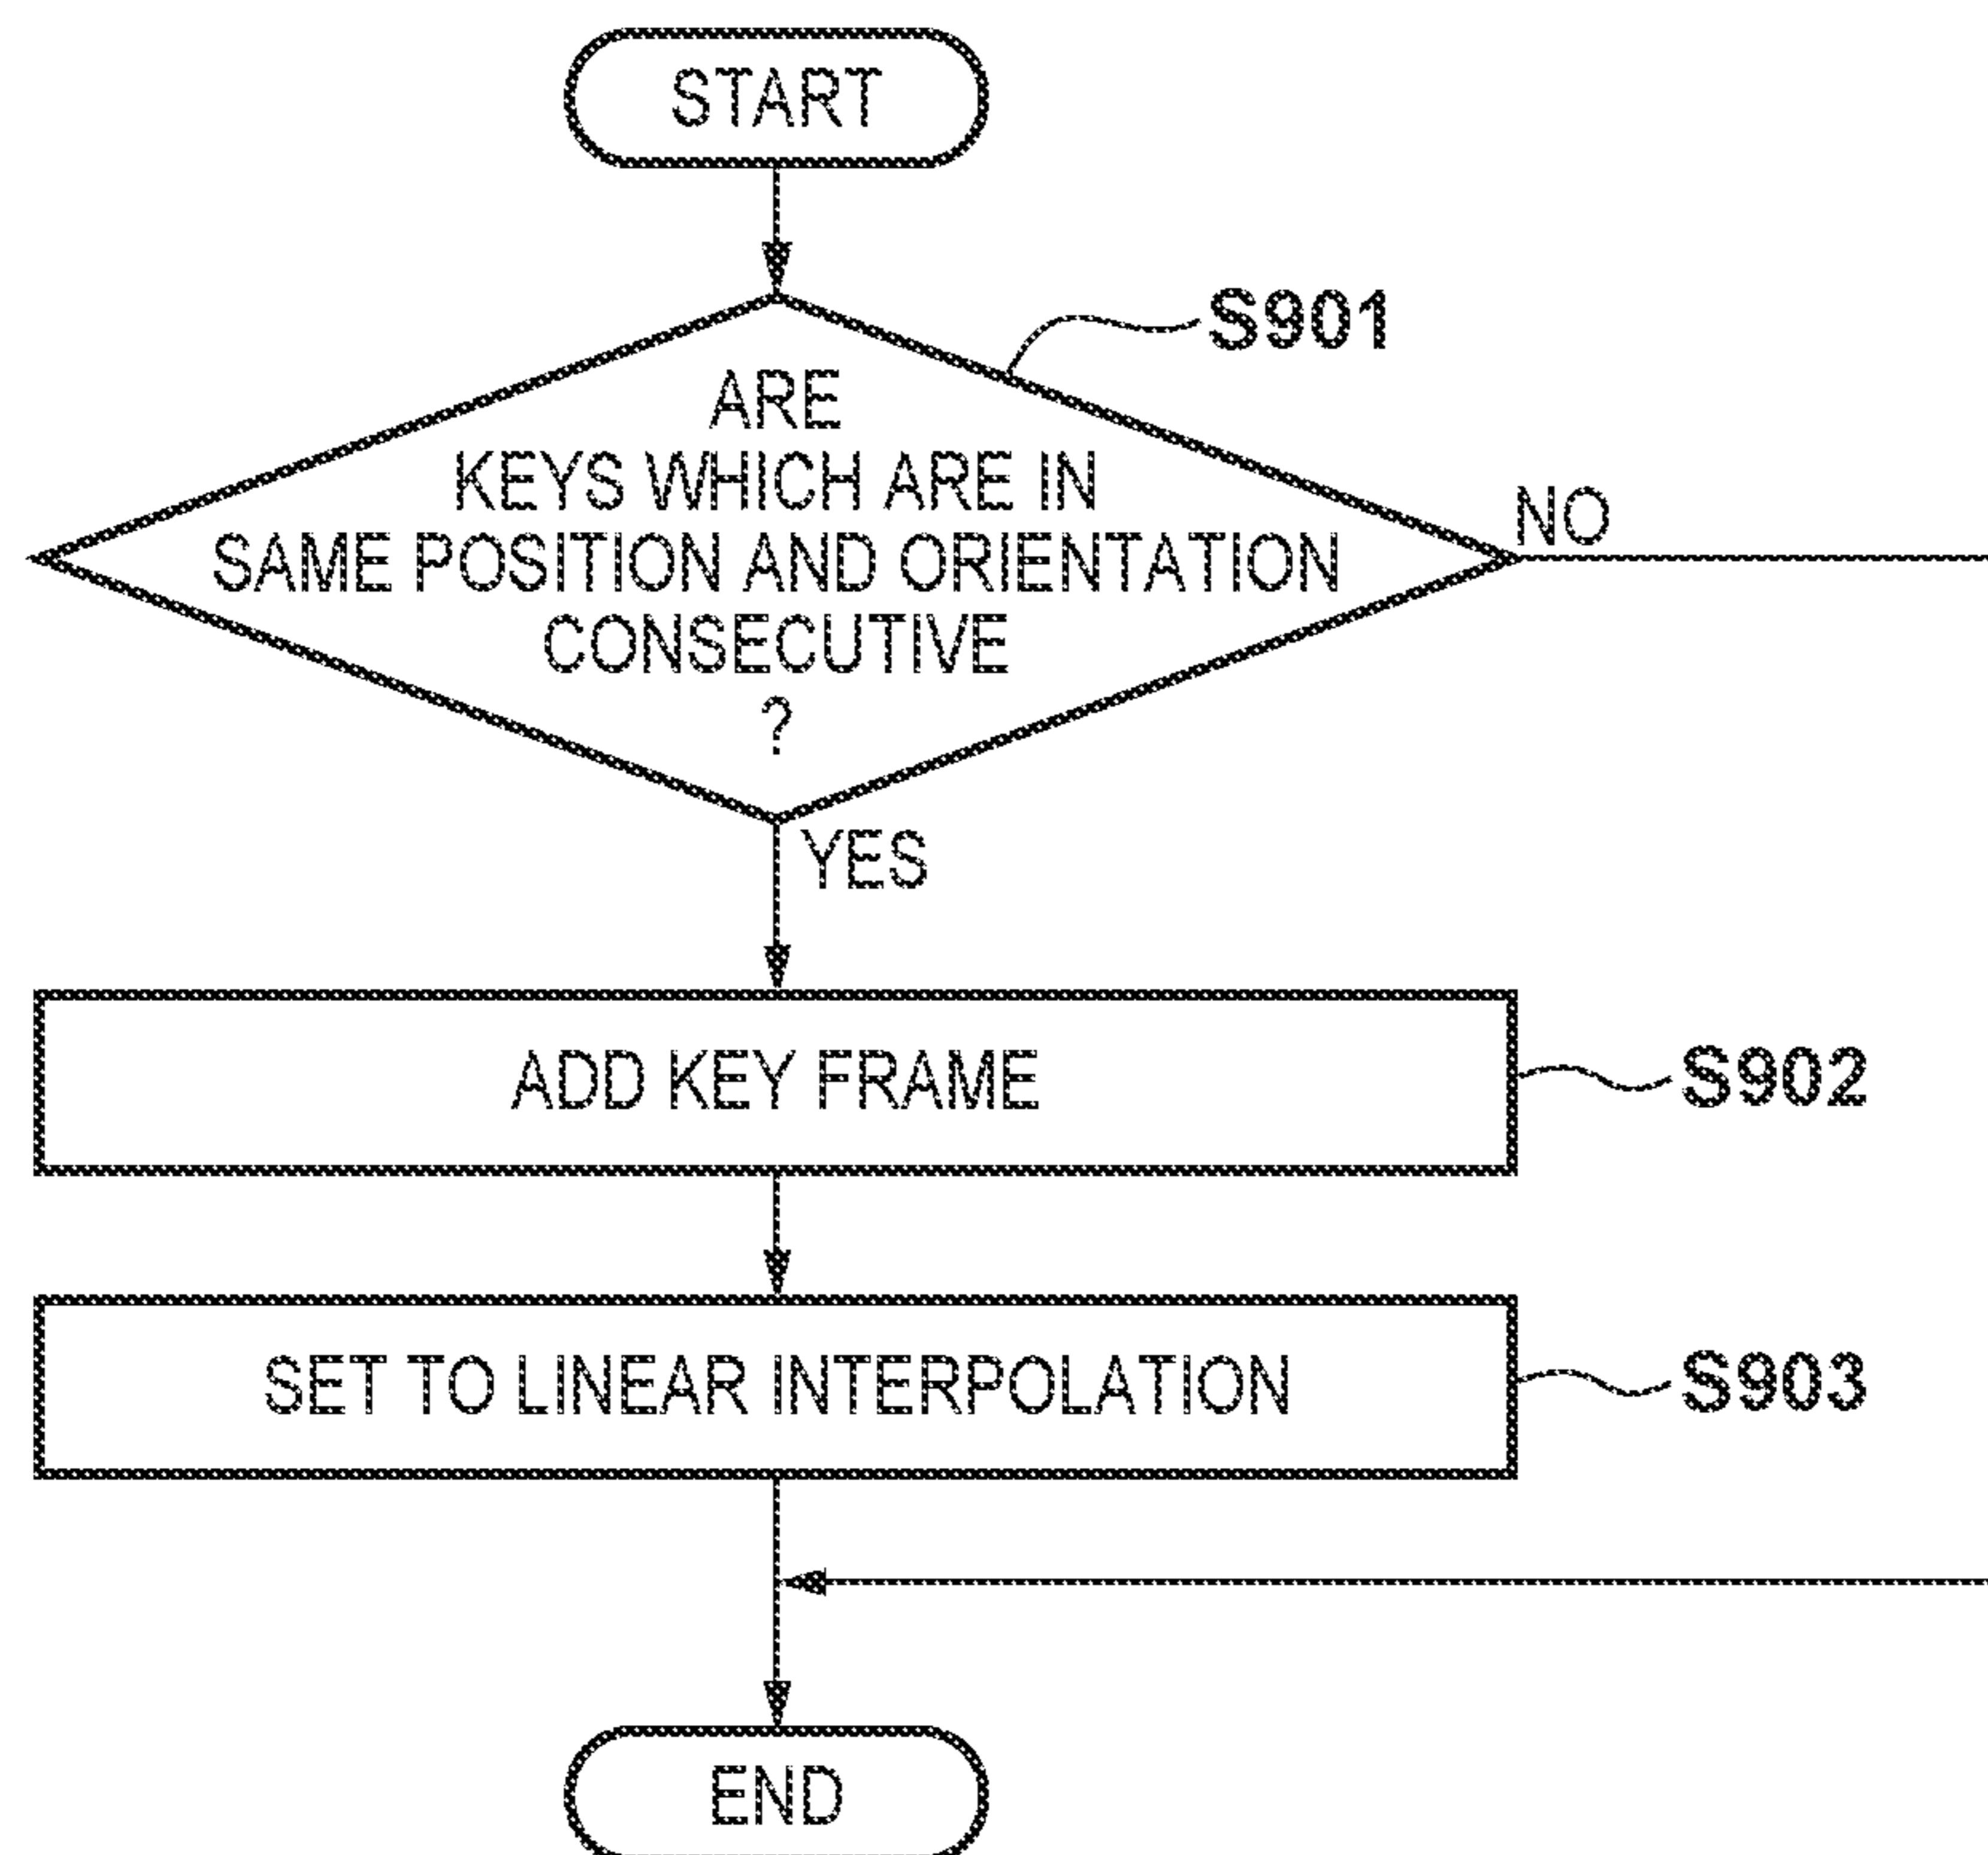 START
S901
ARE
KEYS WHICH ARE IN
SAME POSITION AND ORIENTATION
CONSECUTIVE
?
NO
YES
ADD KEY FRAME
S902
SET TO LINEAR INTERPOLATION
S903
END